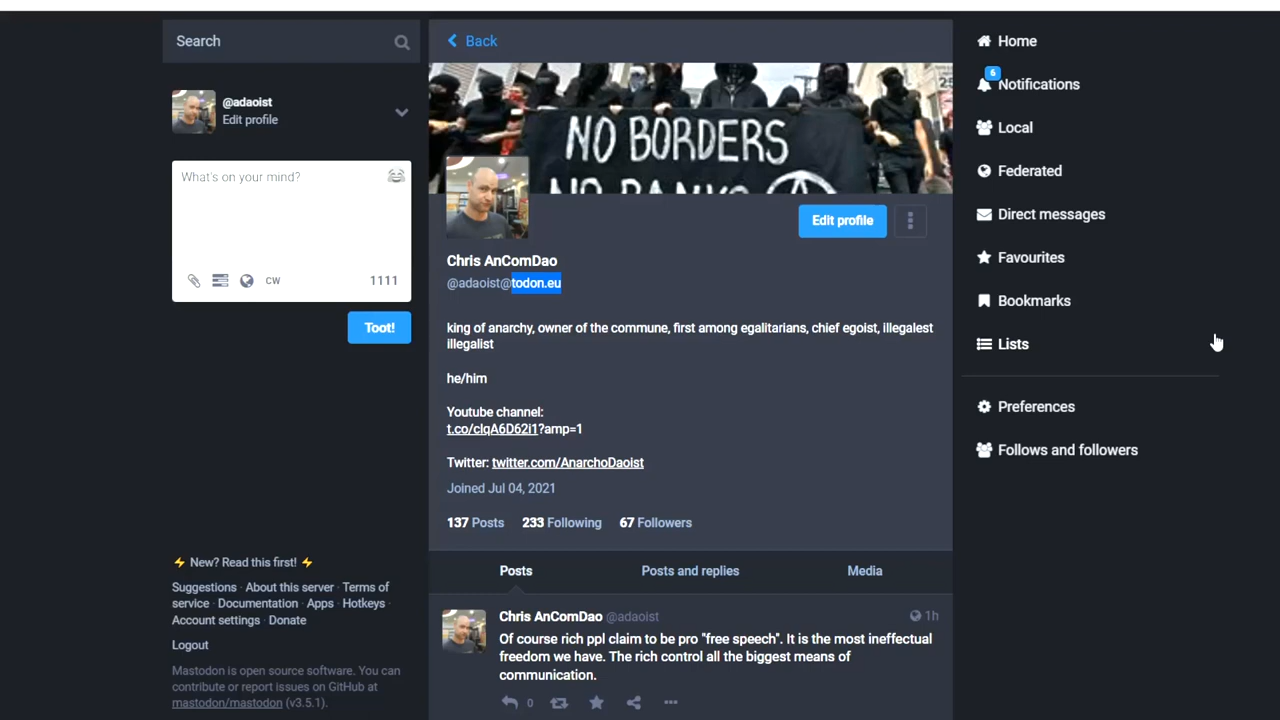 Search
@adaoist
Edit profile
What's on your mind?
CW
1111
Toot!
⚡ New? Read this first! ⚡
Suggestions · About this server · Terms of
service · Documentation · Apps · Hotkeys ·
Account settings · Donate
Logout
Mastodon is open source software. You can
contribute or report issues on GitHub at
mastodon/mastodon (v3.5.1).
Back
NO BORDERS
NO BANKS
Edit profile
Chris AnComDao
@adaoist@todon.eu
king of anarchy, owner of the commune, first among egalitarians, chief egoist, illegalest
illegalist
he/him
Youtube channel:
t.co/clqA6D62i1?amp=1
Twitter: twitter.com/AnarchoDaoist
Joined Jul 04, 2021
137 Posts 233 Following 67 Followers
Posts Posts and replies Media
Chris AnComDao @adaoist 1h
Of course rich ppl claim to be pro "free speech". It is the most ineffectual
freedom we have. The rich control all the biggest means of
communication.
0
Home
6
Notifications
Local
Federated
Direct messages
Favourites
Bookmarks
Lists
Preferences
Follows and followers